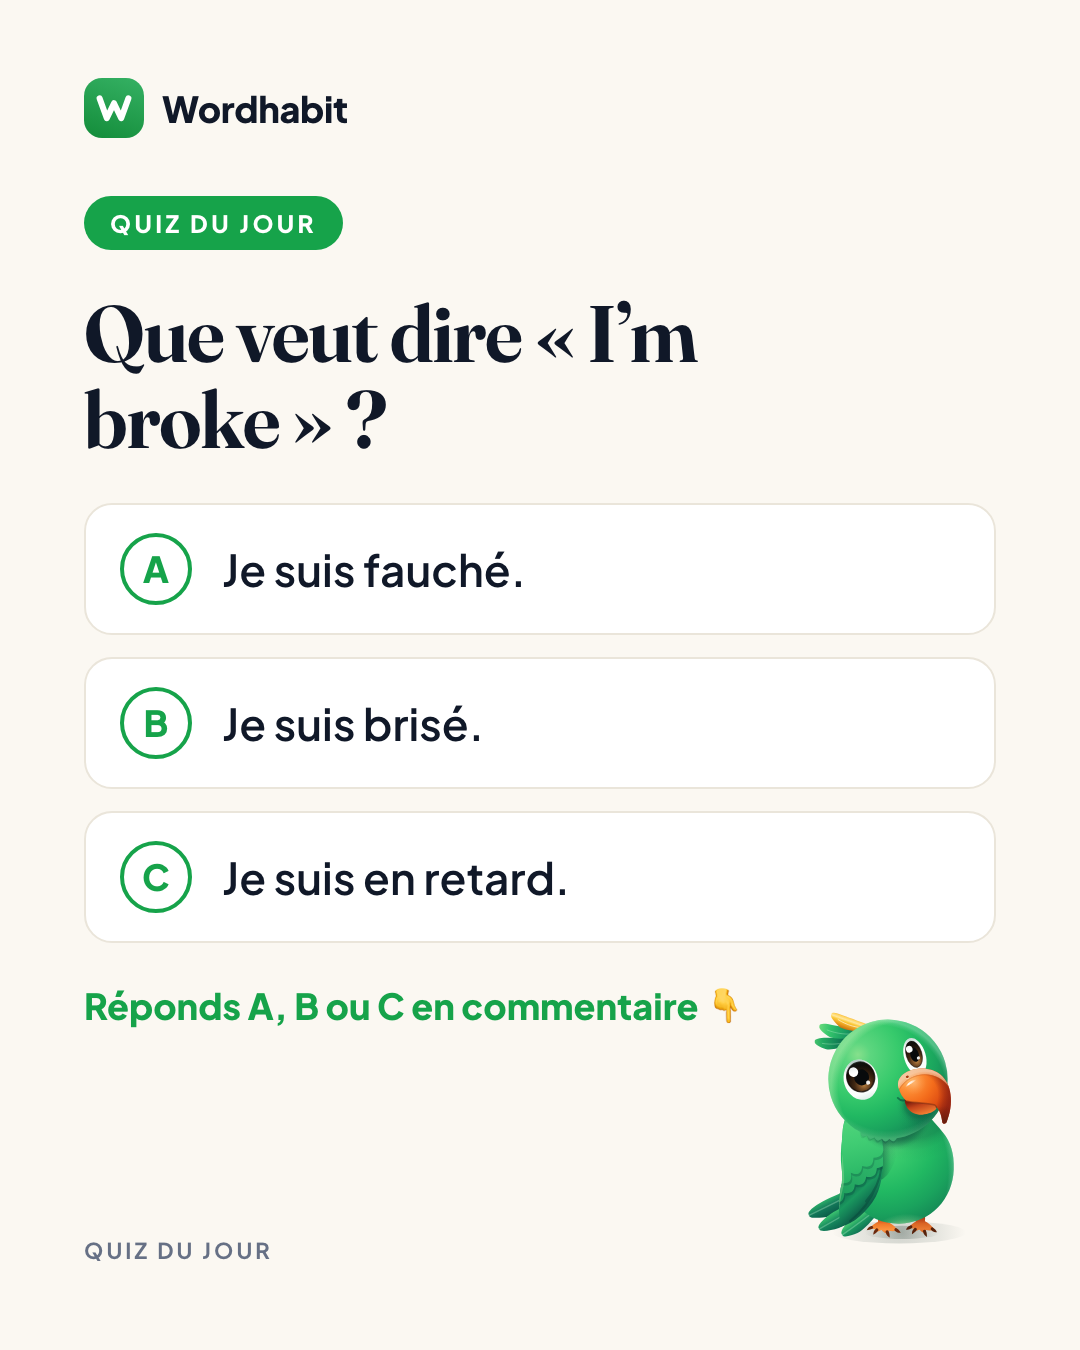 Wordhabit
QUIZ DU JOUR
Que veut dire « I’m
broke » ?
A Je suis fauché.
B Je suis brisé.
C Je suis en retard.
Réponds A, B ou C en commentaire 👇
QUIZ DU JOUR